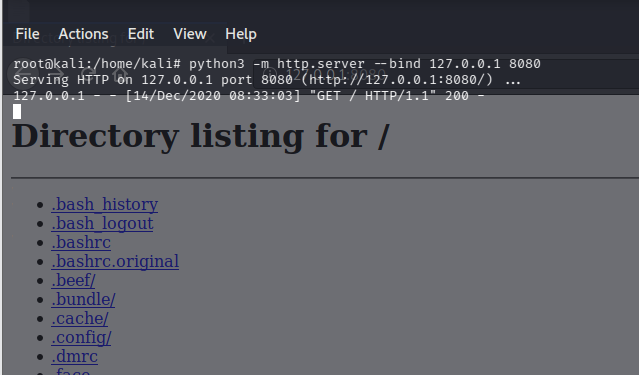 File Actions Edit View Help
root@kali:/home/kali# python3 -m http.server --bind 127.0.0.1 8080
Serving HTTP on 127.0.0.1 port 8080 (http://127.0.0.1:8080/) ...
127.0.0.1 - - [14/Dec/2020 08:33:03] "GET / HTTP/1.1" 200 -
Directory listing for /
.bash_history
.bash_logout
.bashrc
.bashrc.original
.beef/
.bundle/
.cache/
.config/
.dmrc
.face